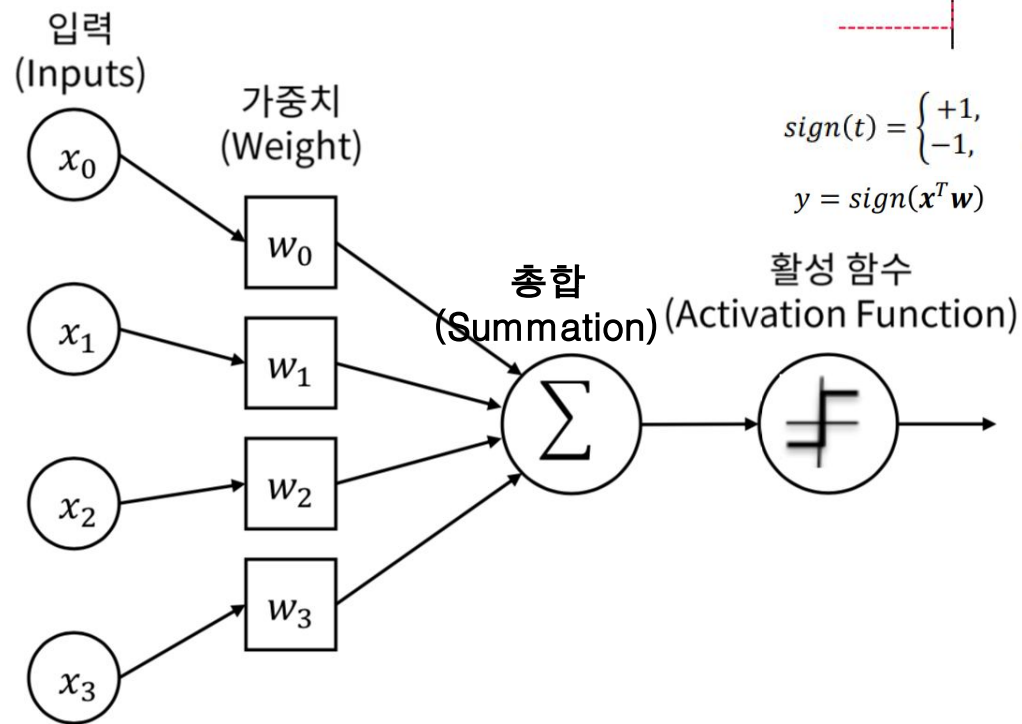 입력
(Inputs)
가중치
(Weight)
x₀
w₀
x₁
w₁
x₂
w₂
x₃
w₃
총합
(Summation)
∑
sign(t) = { +1,
−1,
y = sign(xᵀw)
활성 함수
(Activation Function)